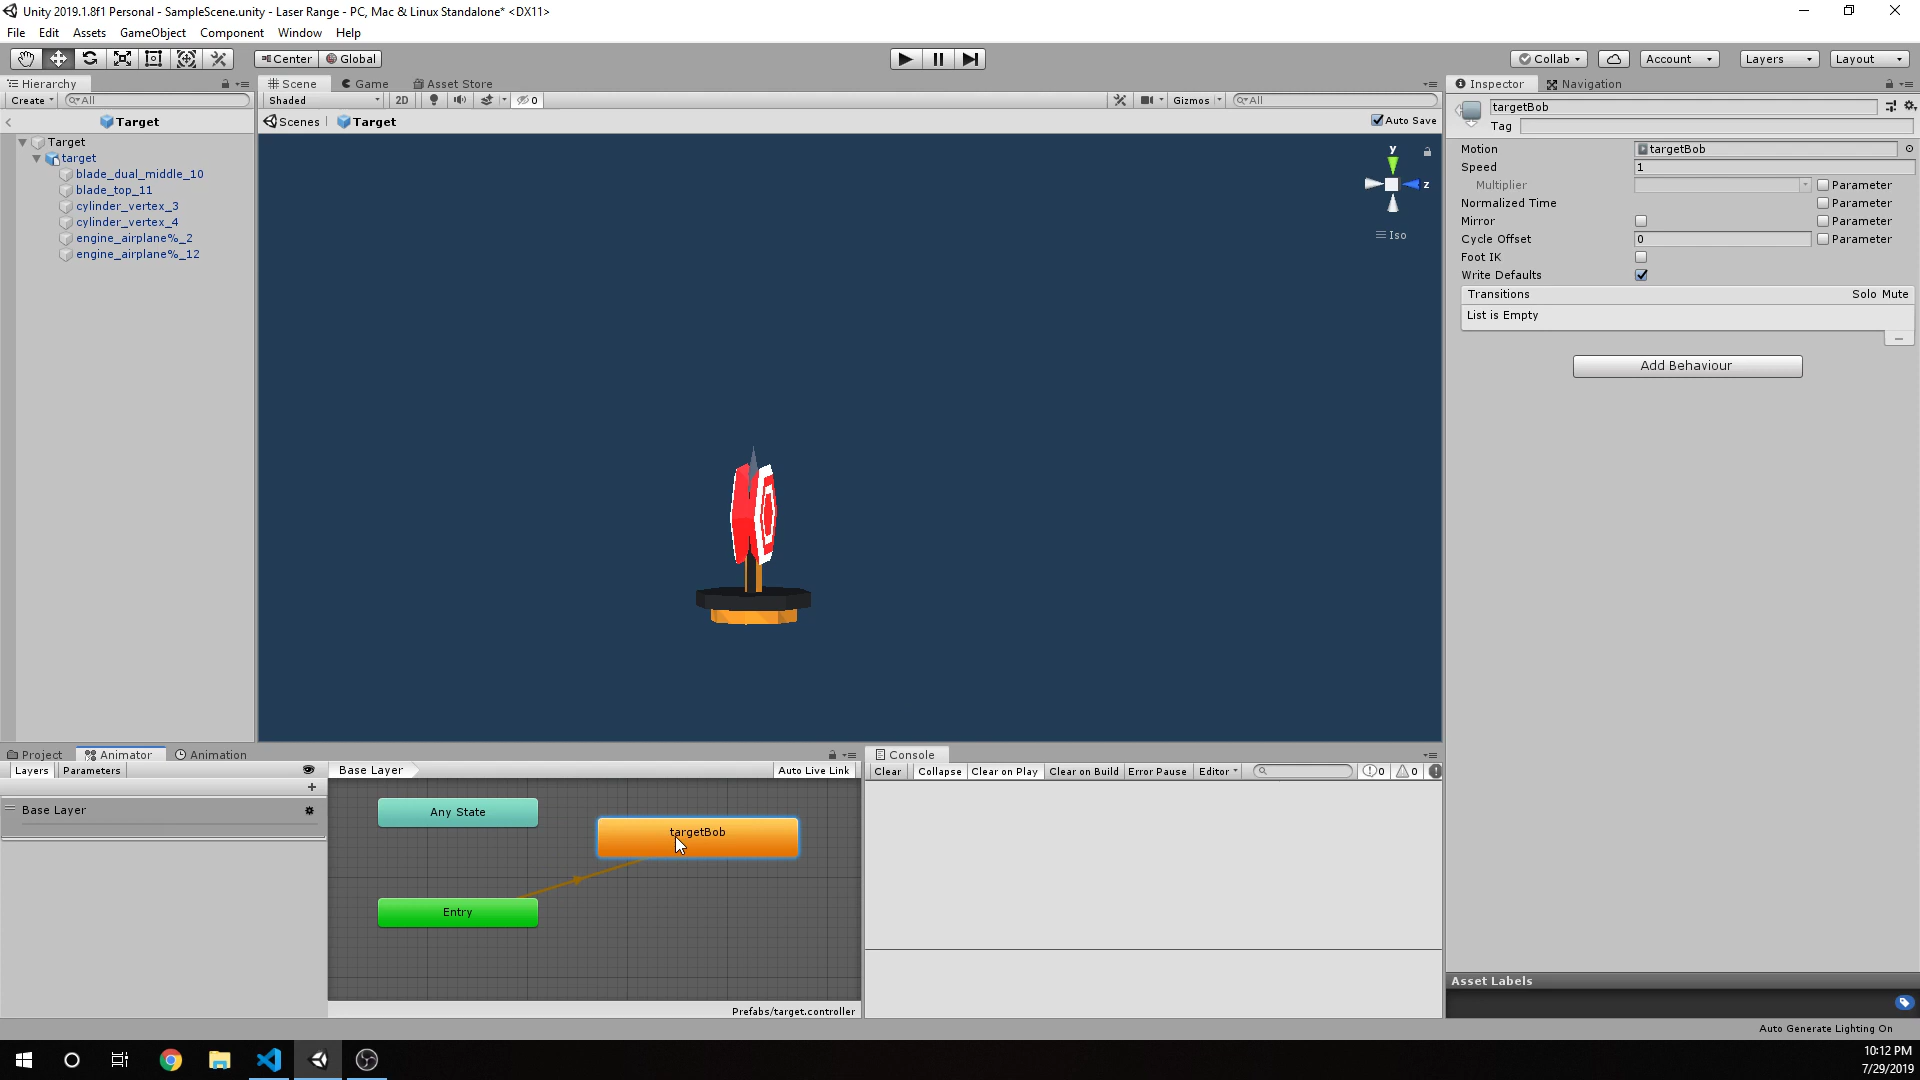 Unity 2019.1.8f1 Personal - SampleScene.unity - Laser Range - PC, Mac & Linux Standalone* <DX11>
File Edit Assets GameObject Component Window Help
Center Global Collab Account Layers Layout
Hierarchy Scene Game Asset Store Inspector Navigation
Create All Shaded 2D 0 Gizmos All
Target Scenes Target Auto Save
targetBob
Tag
Target
target
blade_dual_middle_10
blade_top_11
cylinder_vertex_3
cylinder_vertex_4
engine_airplane%_2
engine_airplane%_12
y
z
Iso
Motion targetBob
Speed 1
Multiplier Parameter
Normalized Time Parameter
Mirror Parameter
Cycle Offset 0 Parameter
Foot IK
Write Defaults
Transitions Solo Mute
List is Empty
Add Behaviour
Project Animator Animation Console
Layers Parameters Base Layer Auto Live Link Clear Collapse Clear on Play Clear on Build Error Pause Editor 0 0
Base Layer
Any State
targetBob
Entry
Prefabs/target.controller
Asset Labels
Auto Generate Lighting On
10:12 PM
7/29/2019